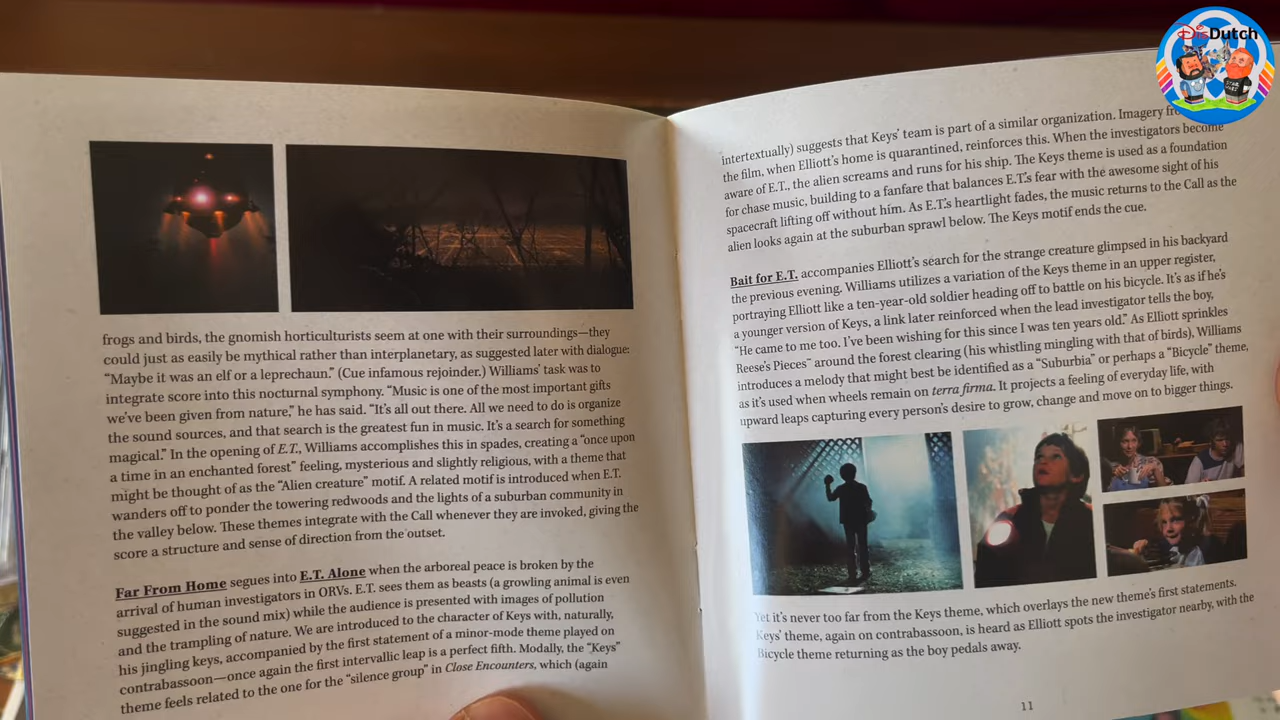 frogs and birds, the gnomish horticulturists seem at one with their surroundings—they
could just as easily be mythical rather than interplanetary, as suggested later with dialogue:
“Maybe it was an elf or a leprechaun.” (Cue infamous rejoinder.) Williams’ task was to
integrate score into this nocturnal symphony. “Music is one of the most important gifts
we’ve been given from nature,” he has said. “It’s all out there. All we need to do is organize
the sound sources, and that search is the greatest fun in music. It’s a search for something
magical.” In the opening of E.T., Williams accomplishes this in spades, creating a “once upon
a time in an enchanted forest” feeling, mysterious and slightly religious, with a theme that
might be thought of as the “Alien creature” motif. A related motif is introduced when E.T.
wanders off to ponder the towering redwoods and the lights of a suburban community in
the valley below. These themes integrate with the Call whenever they are invoked, giving the
score a structure and sense of direction from the outset.
Far From Home segues into E.T. Alone when the arboreal peace is broken by the
arrival of human investigators in ORVs. E.T. sees them as beasts (a growling animal is even
suggested in the sound mix) while the audience is presented with images of pollution
and the trampling of nature. We are introduced to the character of Keys with, naturally,
his jingling keys, accompanied by the first statement of a minor-mode theme played on
contrabassoon—once again the first intervallic leap is a perfect fifth. Modally, the “Keys”
theme feels related to the one for the “silence group” in Close Encounters, which (again
intertextually) suggests that Keys’ team is part of a similar organization. Imagery
the film, when Elliott’s home is quarantined, reinforces this. When the investigators become
aware of E.T., the alien screams and runs for his ship. The Keys theme is used as a foundation
for chase music, building to a fanfare that balances E.T.’s fear with the awesome sight of his
spacecraft lifting off without him. As E.T.’s heartlight fades, the music returns to the Call as the
alien looks again at the suburban sprawl below. The Keys motif ends the cue.
Bait for E.T. accompanies Elliott’s search for the strange creature glimpsed in his backyard
the previous evening. Williams utilizes a variation of the Keys theme in an upper register,
portraying Elliott like a ten-year-old soldier heading off to battle on his bicycle. It’s as if he’s
a younger version of Keys, a link later reinforced when the lead investigator tells the boy,
“He came to me too. I’ve been wishing for this since I was ten years old.” As Elliott sprinkles
Reese’s Pieces™ around the forest clearing (his whistling mingling with that of birds), Williams
introduces a melody that might best be identified as a “Suburbia” or perhaps a “Bicycle” theme,
as it’s used when wheels remain on terra firma. It projects a feeling of everyday life, with
upward leaps capturing every person’s desire to grow, change and move on to bigger things.
Yet it’s never too far from the Keys theme, which overlays the new theme’s first statements.
Keys’ theme, again on contrabassoon, is heard as Elliott spots the investigator nearby, with the
Bicycle theme returning as the boy pedals away.
11
DisDutch